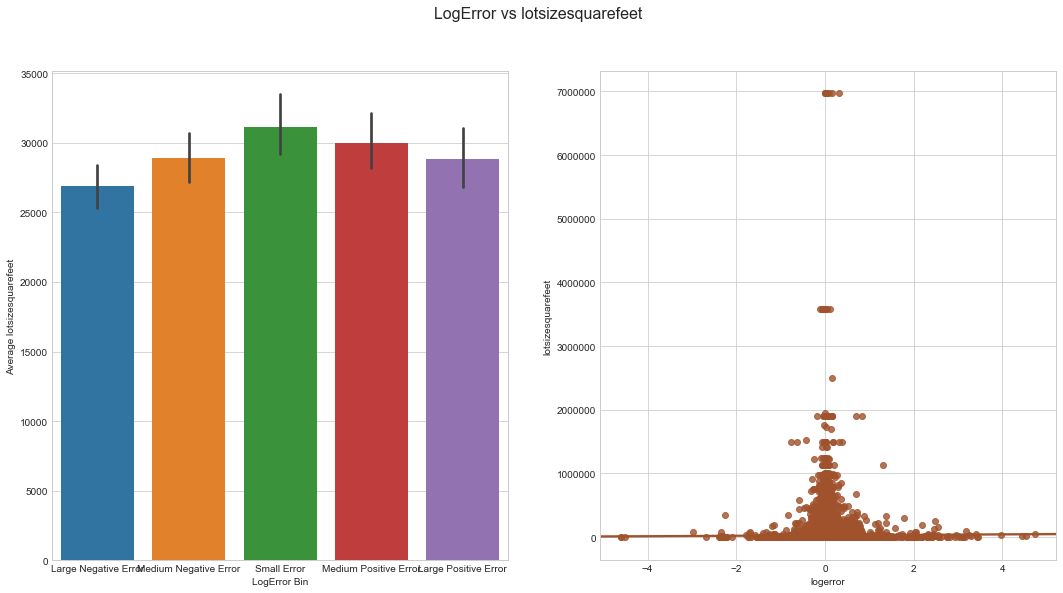 LogError vs lotsizesquarefeet
Average lotsizesquarefeet
35000
30000
25000
20000
15000
10000
5000
0
Large Negative Error
Medium Negative Error
Small Error
Medium Positive Error
Large Positive Error
LogError Bin
lotsizesquarefeet
7000000
6000000
5000000
4000000
3000000
2000000
1000000
0
−4
−2
0
2
4
logerror